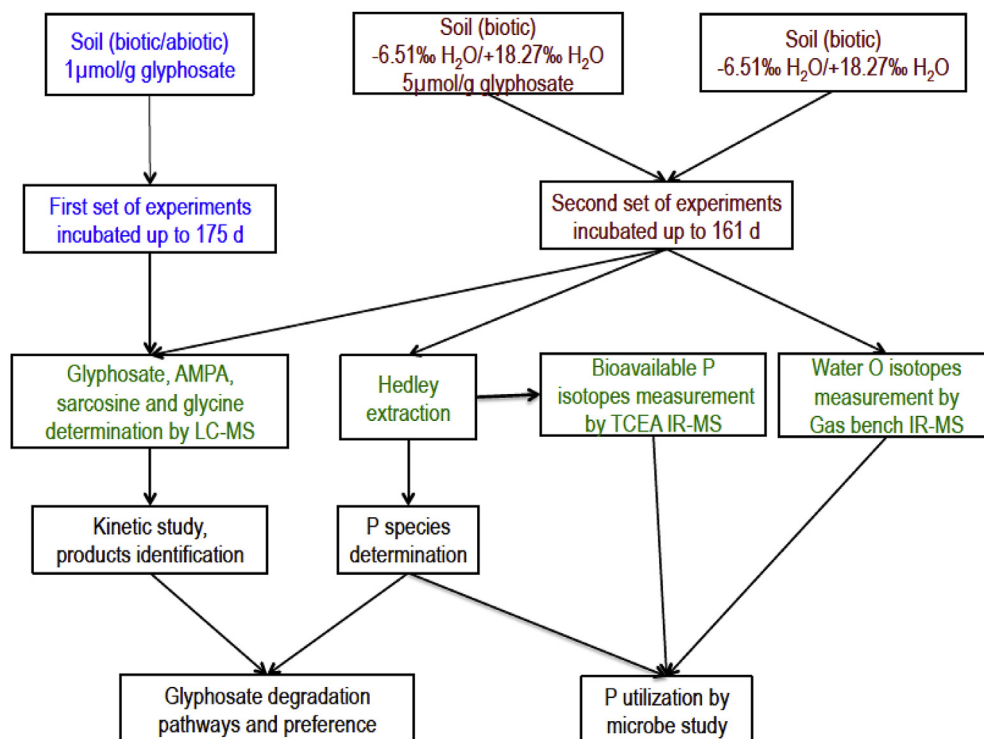 Soil (biotic/abiotic)
1µmol/g glyphosate
Soil (biotic)
-6.51‰ H₂O/+18.27‰ H₂O
5µmol/g glyphosate
Soil (biotic)
-6.51‰ H₂O/+18.27‰ H₂O
First set of experiments
incubated up to 175 d
Second set of experiments
incubated up to 161 d
Glyphosate, AMPA,
sarcosine and glycine
determination by LC-MS
Hedley
extraction
Bioavailable P
isotopes measurement
by TCEA IR-MS
Water O isotopes
measurement by
Gas bench IR-MS
Kinetic study,
products identification
P species
determination
Glyphosate degradation
pathways and preference
P utilization by
microbe study